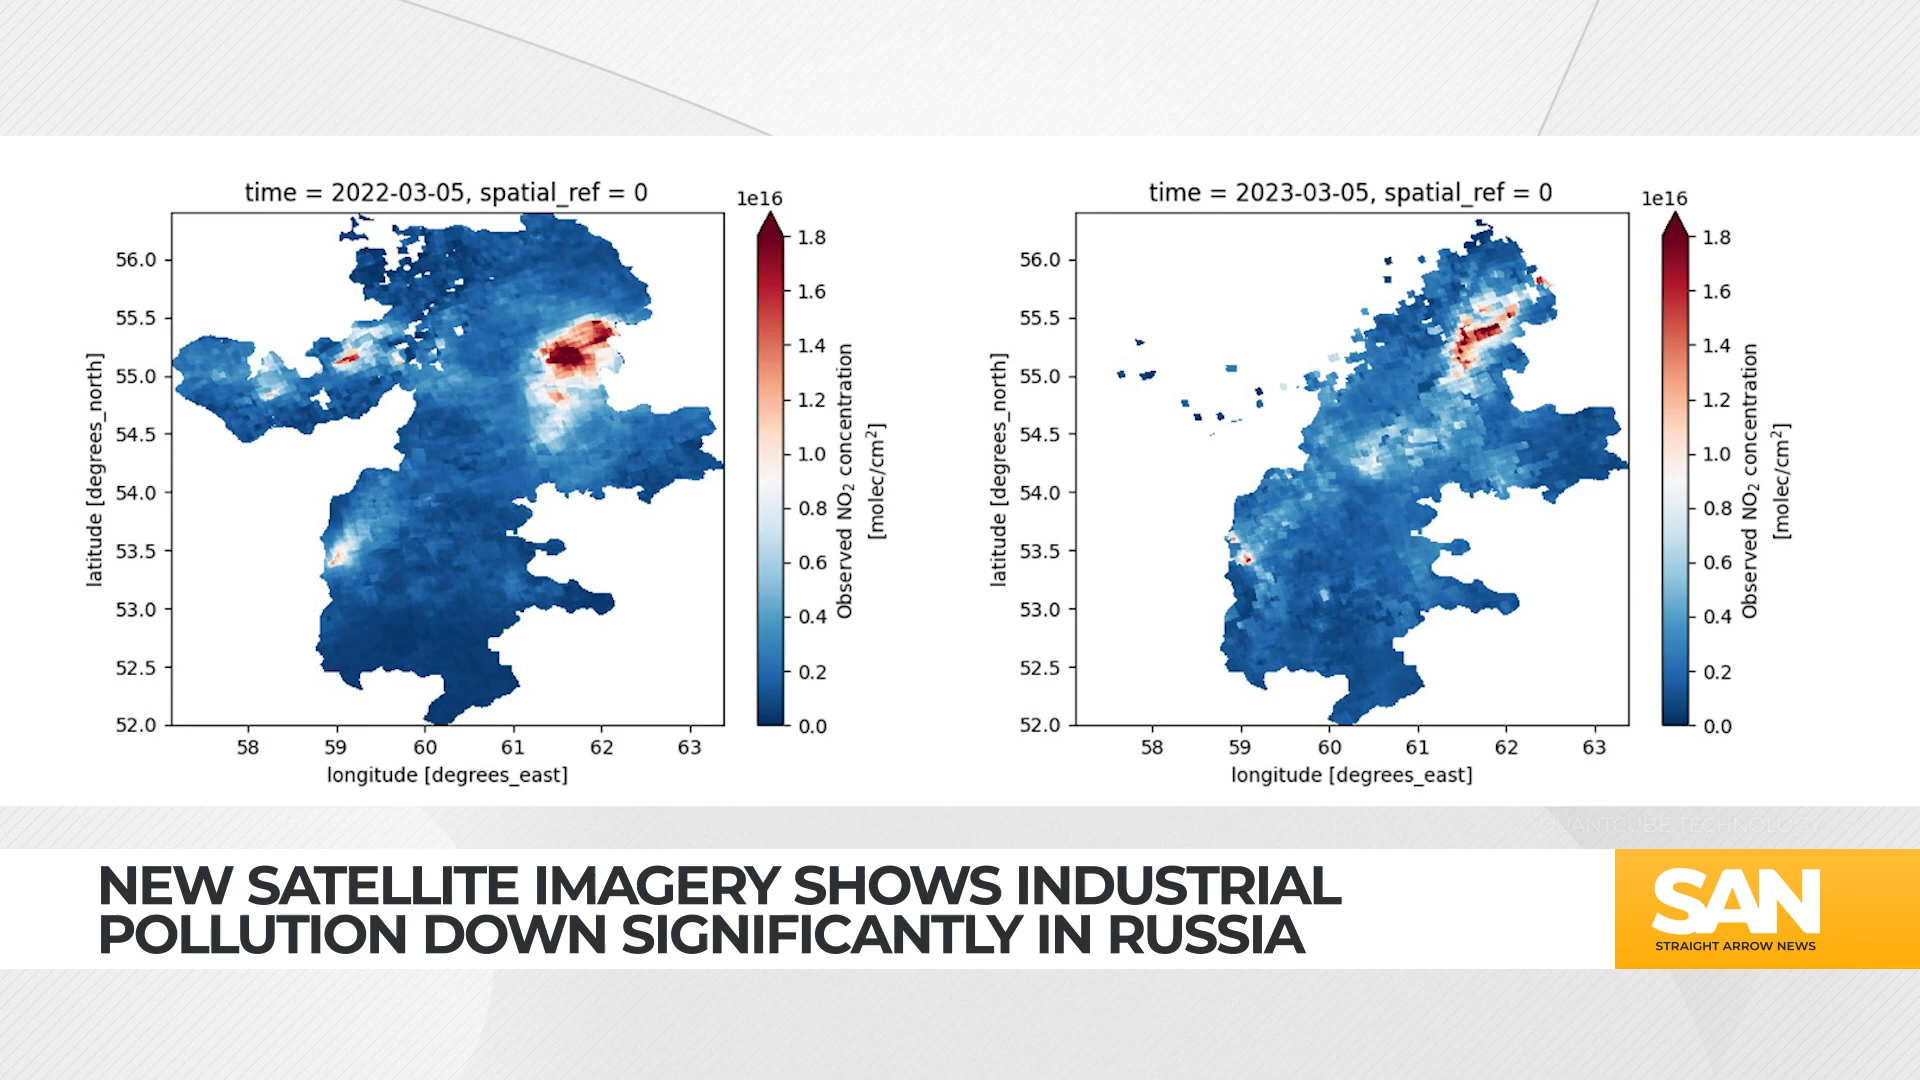 time = 2022-03-05, spatial_ref = 0
1e16
56.0
55.5
55.0
54.5
54.0
53.5
53.0
52.5
52.0
latitude [degrees_north]
58 59 60 61 62 63
longitude [degrees_east]
1.8
1.6
1.4
1.2
1.0
0.8
0.6
0.4
0.2
0.0
Observed NO₂ concentration
[molec/cm²]
time = 2023-03-05, spatial_ref = 0
1e16
56.0
55.5
55.0
54.5
54.0
53.5
53.0
52.5
52.0
latitude [degrees_north]
58 59 60 61 62 63
longitude [degrees_east]
1.8
1.6
1.4
1.2
1.0
0.8
0.6
0.4
0.2
0.0
Observed NO₂ concentration
[molec/cm²]
QUANTCUBE TECHNOLOGY
NEW SATELLITE IMAGERY SHOWS INDUSTRIAL
POLLUTION DOWN SIGNIFICANTLY IN RUSSIA
SAN
STRAIGHT ARROW NEWS